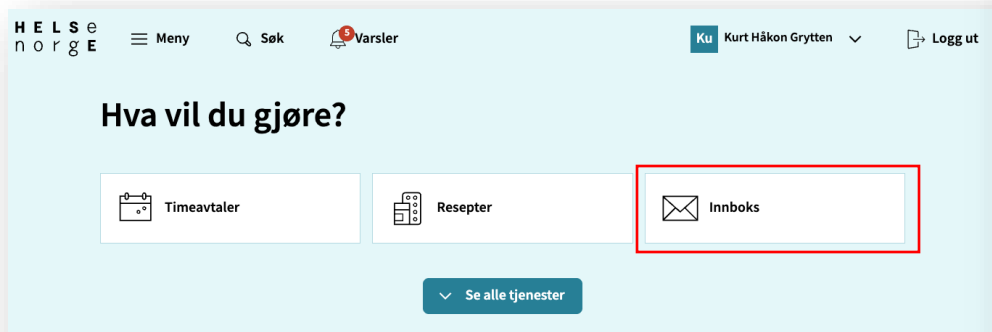 HELSe
norgE
Meny
Søk
5
Varsler
Ku
Kurt Håkon Grytten
Logg ut
Hva vil du gjøre?
Timeavtaler
Resepter
Innboks
Se alle tjenester